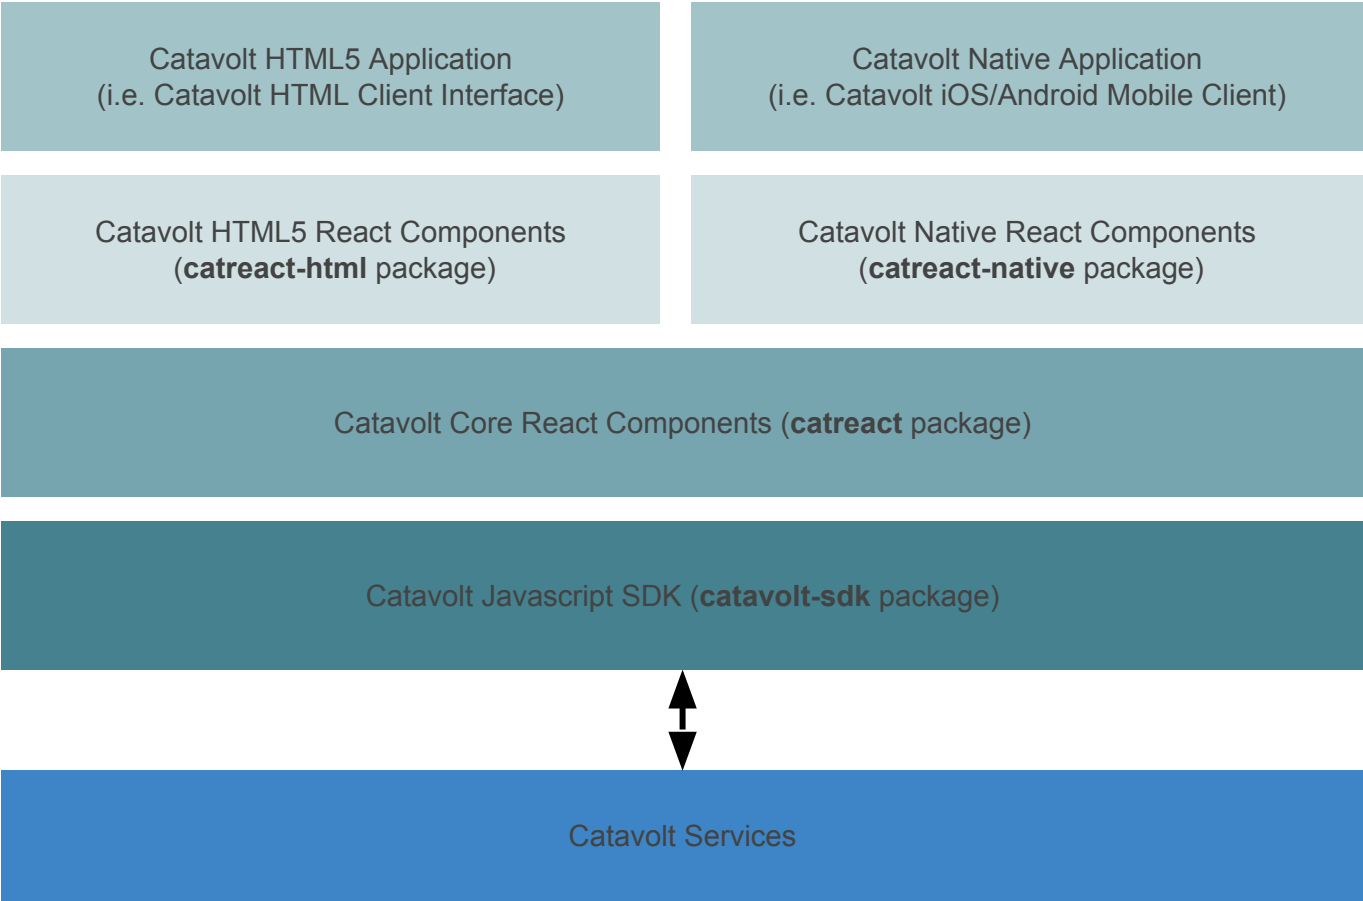 Catavolt HTML5 Application
(i.e. Catavolt HTML Client Interface)
Catavolt Native Application
(i.e. Catavolt iOS/Android Mobile Client)
Catavolt HTML5 React Components
(catreact-html package)
Catavolt Native React Components
(catreact-native package)
Catavolt Core React Components (catreact package)
Catavolt Javascript SDK (catavolt-sdk package)
Catavolt Services